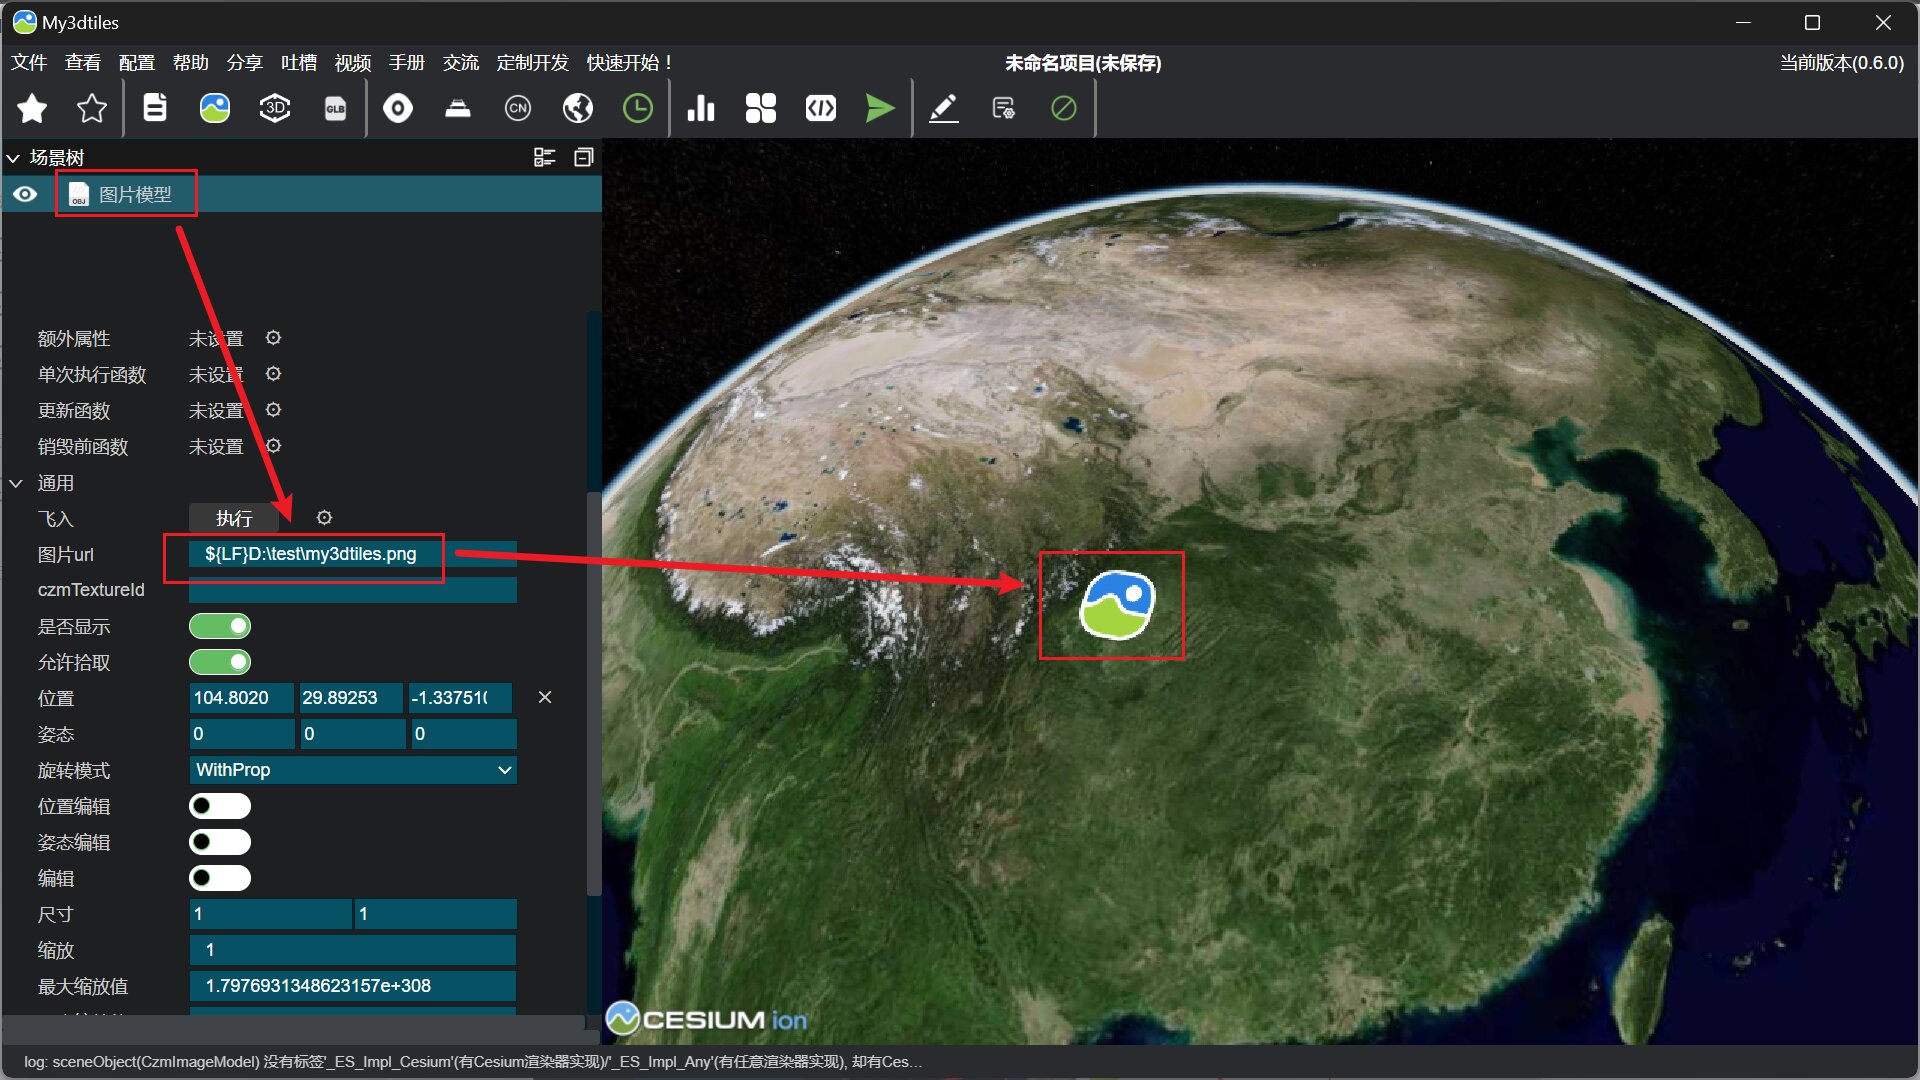 My3dtiles
文件 查看 配置 帮助 分享 吐槽 视频 手册 交流 定制开发 快速开始！ 未命名项目(未保存) 当前版本(0.6.0)
3D GLB CN
场景树
OBJ 图片模型
额外属性 未设置
单次执行函数 未设置
更新函数 未设置
销毁前函数 未设置
通用
飞入 执行
图片url ${LF}D:\test\my3dtiles.png
czmTextureId
是否显示
允许拾取
位置 104.8020 29.89253 -1.33751(
姿态 0 0 0
旋转模式 WithProp
位置编辑
姿态编辑
编辑
尺寸 1 1
缩放 1
最大缩放值 1.7976931348623157e+308
CESIUM ion
log: sceneObject(CzmImageModel) 没有标签'_ES_Impl_Cesium'(有Cesium渲染器实现)/'_ES_Impl_Any'(有任意渲染器实现), 却有Ces...